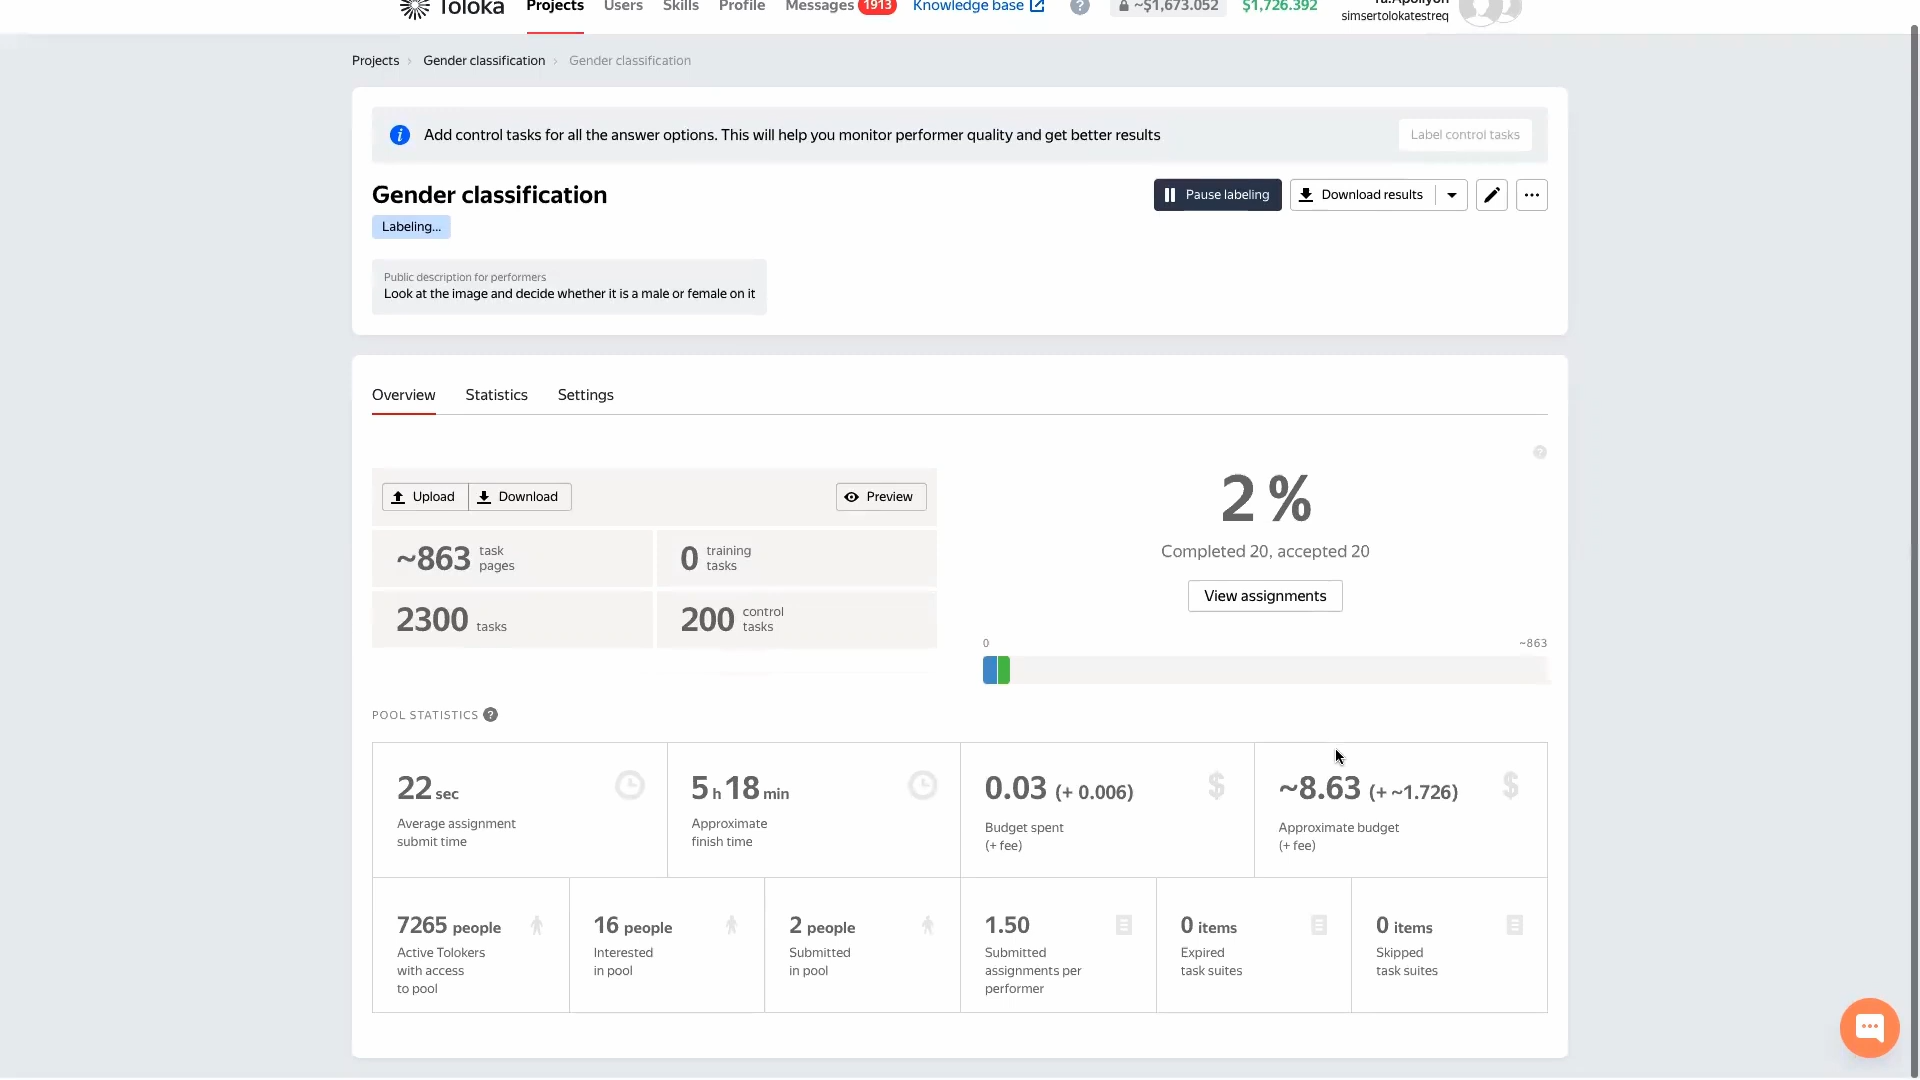 Toloka Projects Users Skills Profile Messages 1913 Knowledge base ? ~$1,673.052 $1,726.392
simsertolokatestreq
Projects › Gender classification › Gender classification
i Add control tasks for all the answer options. This will help you monitor performer quality and get better results Label control tasks
Gender classification Pause labeling Download results
Labeling...
Public description for performers
Look at the image and decide whether it is a male or female on it
Overview Statistics Settings
?
Upload Download Preview
~863 task pages
0 training tasks
2300 tasks
200 control tasks
2 %
Completed 20, accepted 20
View assignments
0 ~863
POOL STATISTICS ?
22 sec
Average assignment
submit time
5 h 18 min
Approximate
finish time
0.03 (+ 0.006)
Budget spent
(+ fee)
~8.63 (+ ~1.726)
Approximate budget
(+ fee)
7265 people
Active Tolokers
with access
to pool
16 people
Interested
in pool
2 people
Submitted
in pool
1.50
Submitted
assignments per
performer
0 items
Expired
task suites
0 items
Skipped
task suites